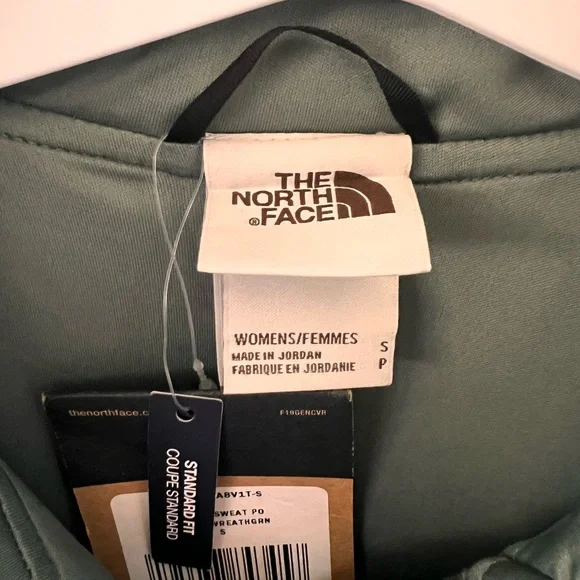 THE
NORTH
FACE
®
WOMENS/FEMMES
MADE IN JORDAN
FABRIQUE EN JORDANIE
S
P
thenorthface.c
F19GENCVR
STANDARD FIT
COUPE STANDARD
A8V1T-S
SWEAT PO
WREATHGRN
S